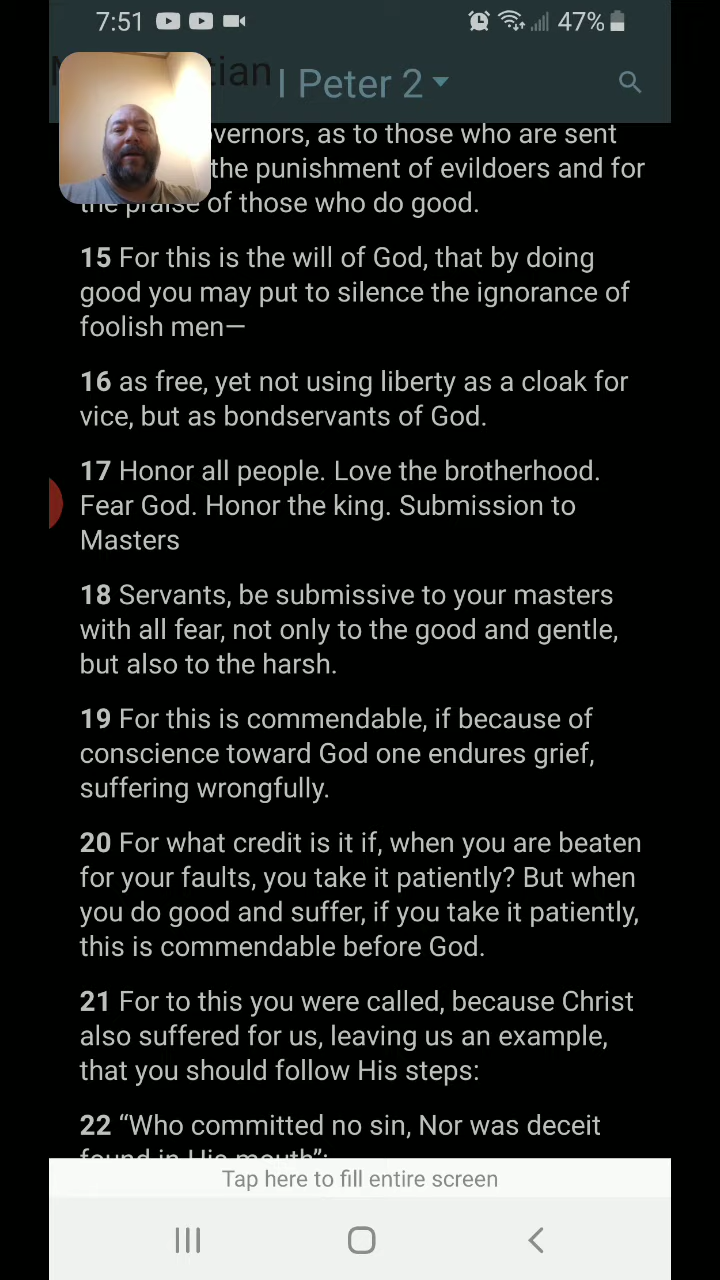 7:51 47%
tian I Peter 2
overnors, as to those who are sent
the punishment of evildoers and for
the praise of those who do good.
15 For this is the will of God, that by doing
good you may put to silence the ignorance of
foolish men—
16 as free, yet not using liberty as a cloak for
vice, but as bondservants of God.
17 Honor all people. Love the brotherhood.
Fear God. Honor the king. Submission to
Masters
18 Servants, be submissive to your masters
with all fear, not only to the good and gentle,
but also to the harsh.
19 For this is commendable, if because of
conscience toward God one endures grief,
suffering wrongfully.
20 For what credit is it if, when you are beaten
for your faults, you take it patiently? But when
you do good and suffer, if you take it patiently,
this is commendable before God.
21 For to this you were called, because Christ
also suffered for us, leaving us an example,
that you should follow His steps:
22 “Who committed no sin, Nor was deceit
found in His mouth”;
Tap here to fill entire screen